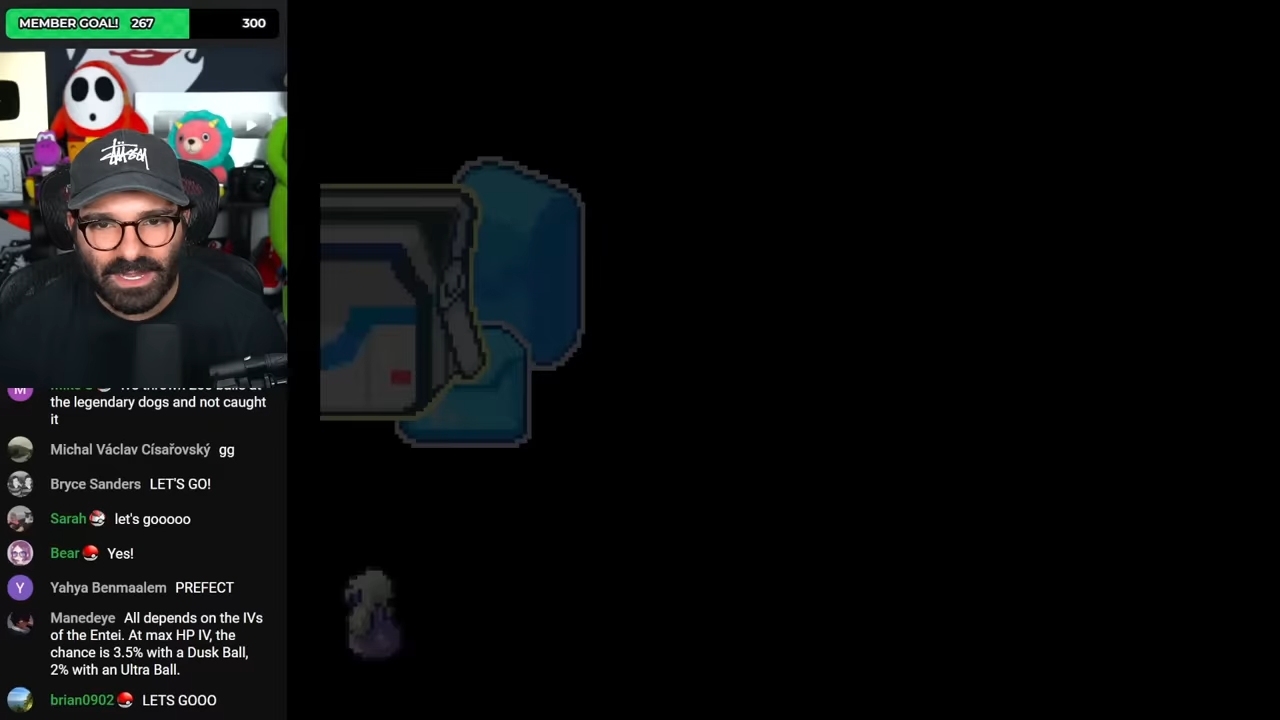 MEMBER GOAL! 267 300
STÜSSY
the legendary dogs and not caught
it
Michal Václav Císařovský gg
Bryce Sanders LET'S GO!
Sarah let's gooooo
Bear Yes!
Y Yahya Benmaalem PREFECT
Manedeye All depends on the IVs
of the Entei. At max HP IV, the
chance is 3.5% with a Dusk Ball,
2% with an Ultra Ball.
brian0902 LETS GOOO